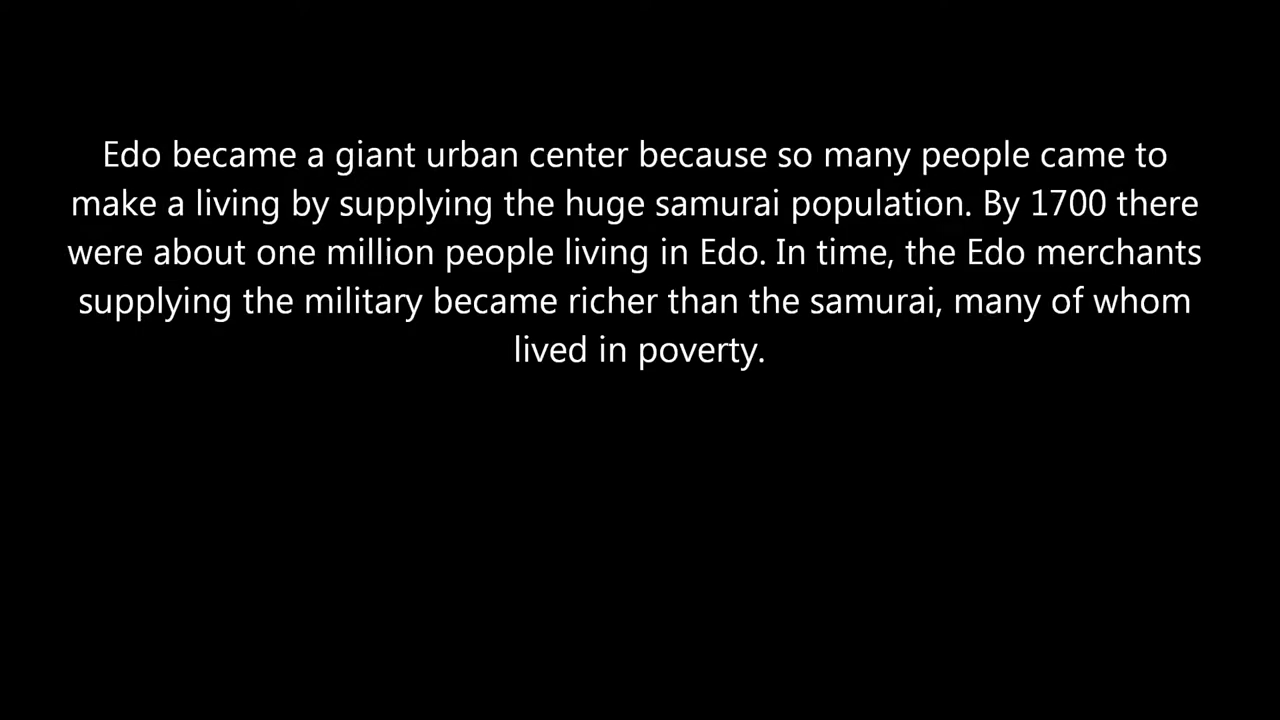 Edo became a giant urban center because so many people came to
make a living by supplying the huge samurai population. By 1700 there
were about one million people living in Edo. In time, the Edo merchants
supplying the military became richer than the samurai, many of whom
lived in poverty.